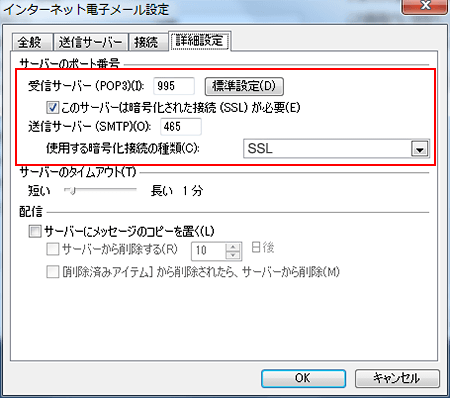 インターネット電子メール設定
全般 送信サーバー 接続 詳細設定
サーバーのポート番号
受信サーバー (POP3)(I): 995 標準設定(D)
このサーバーは暗号化された接続 (SSL) が必要(E)
送信サーバー (SMTP)(O): 465
使用する暗号化接続の種類(C): SSL
サーバーのタイムアウト(T)
短い 長い 1 分
配信
サーバーにメッセージのコピーを置く(L)
サーバーから削除する(R) 10 日後
[削除済みアイテム] から削除されたら、サーバーから削除(M)
OK キャンセル